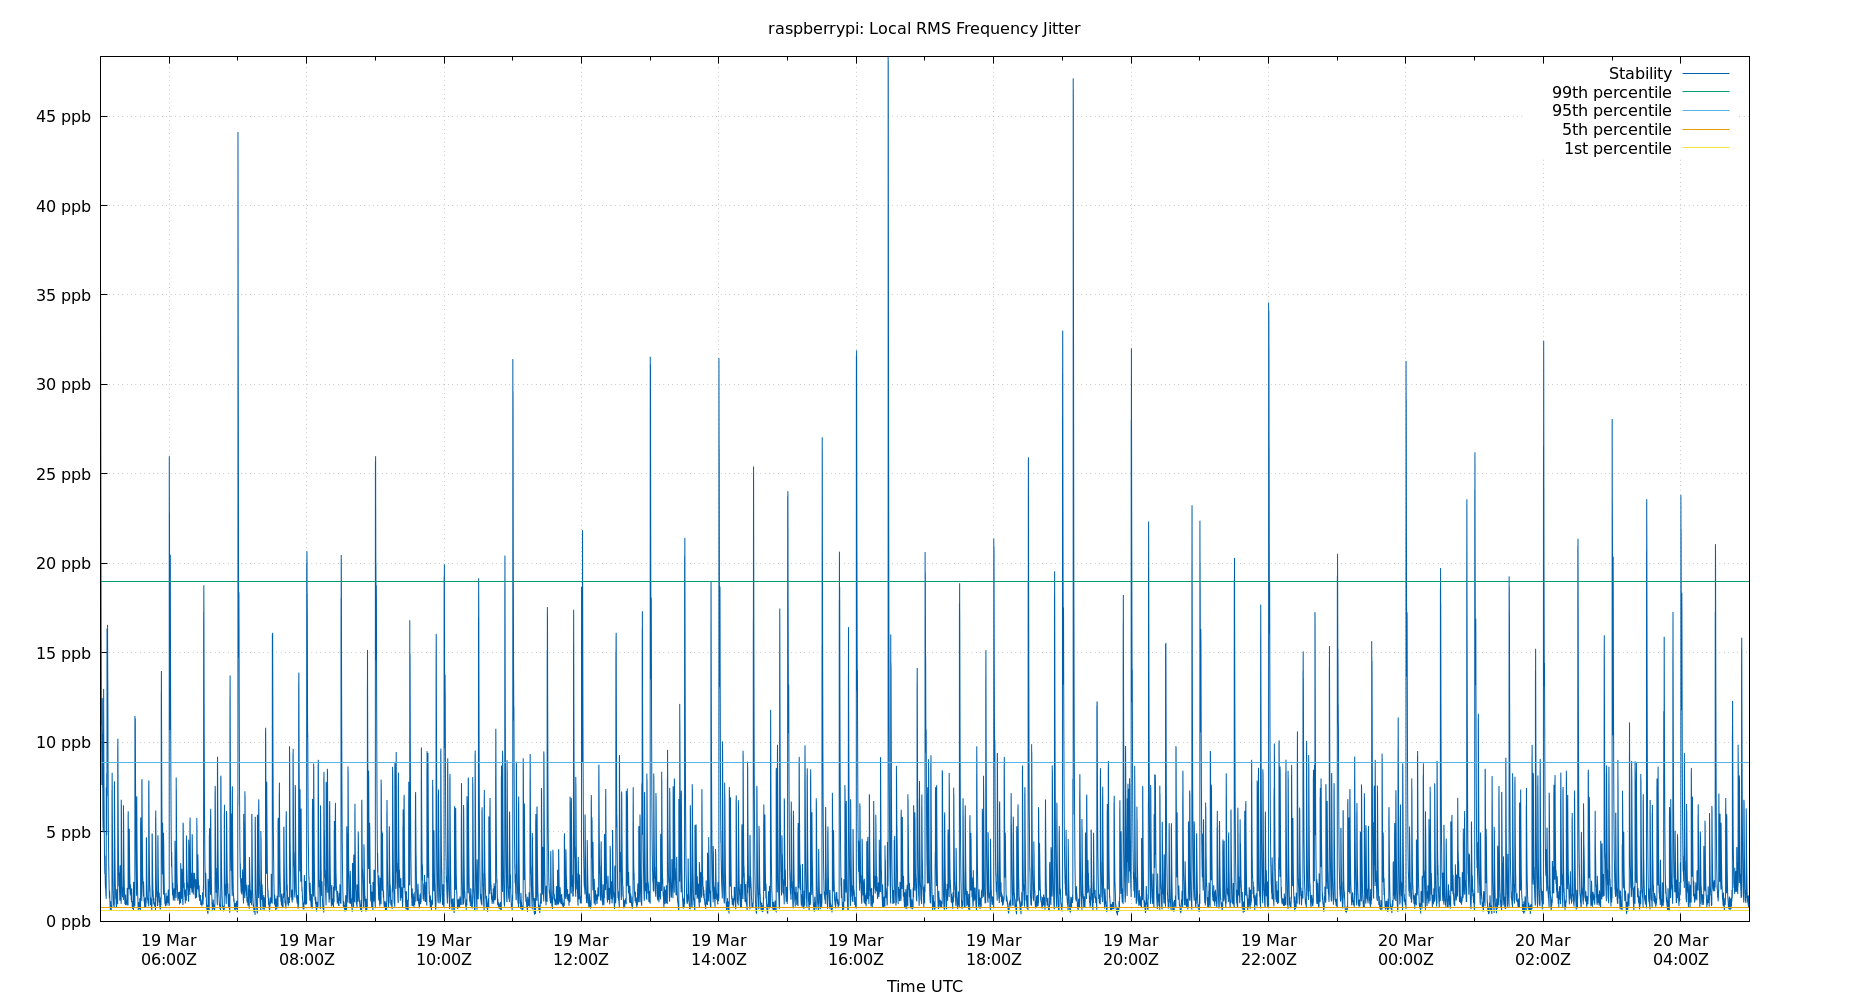 raspberrypi: Local RMS Frequency Jitter
Stability
99th percentile
95th percentile
5th percentile
1st percentile
45 ppb
40 ppb
35 ppb
30 ppb
25 ppb
20 ppb
15 ppb
10 ppb
5 ppb
0 ppb
19 Mar 19 Mar 19 Mar 19 Mar 19 Mar 19 Mar 19 Mar 19 Mar 19 Mar 20 Mar 20 Mar 20 Mar
06:00Z 08:00Z 10:00Z 12:00Z 14:00Z 16:00Z 18:00Z 20:00Z 22:00Z 00:00Z 02:00Z 04:00Z
Time UTC